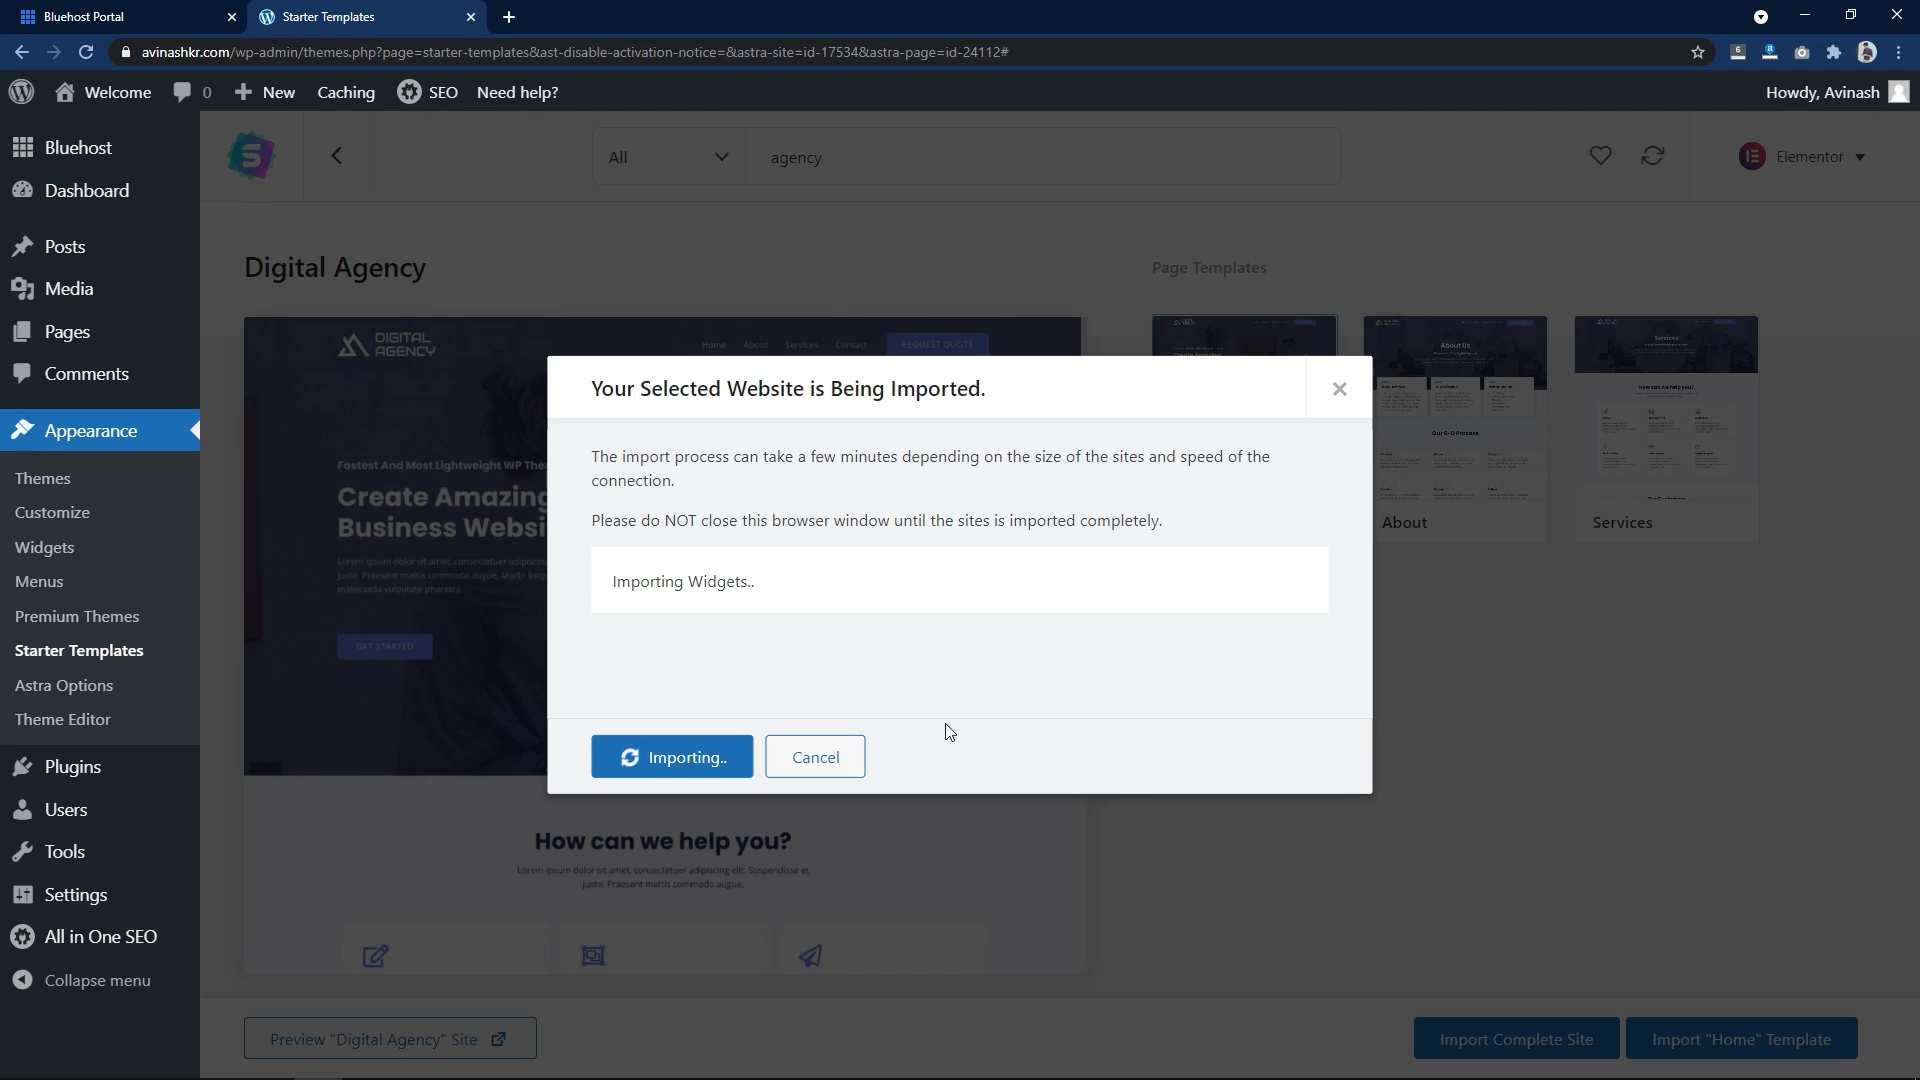 Bluehost Portal
Starter Templates
avinashkr.com/wp-admin/themes.php?page=starter-templates&ast-disable-activation-notice=&astra-site=id-17534&astra-page=id-24112#
Welcome 0 New Caching SEO Need help?
Howdy, Avinash
Bluehost
Dashboard
Posts
Media
Pages
Comments
Appearance
Themes
Customize
Widgets
Menus
Premium Themes
Starter Templates
Astra Options
Theme Editor
Plugins
Users
Tools
Settings
All in One SEO
Collapse menu
All
agency
Elementor
Digital Agency
Page Templates
DIGITAL
AGENCY
Home About Services Contact REQUEST QUOTE
Fastest And Most Lightweight WP The
Create Amazing
Business Websi
Lorem ipsum dolor sit amet, consectetuer adipiscing
justo. Praesent mattis commodo augue. Morbi fring
malesuada vulputate pharetra.
GET STARTED
Your Selected Website is Being Imported.
The import process can take a few minutes depending on the size of the sites and speed of the
connection.
Please do NOT close this browser window until the sites is imported completely.
Importing Widgets..
Importing..
Cancel
About Us
Our 6-D Process
About
Services
How can we help you?
Services
How can we help you?
Lorem ipsum dolor sit amet, consectetuer adipiscing elit. Suspendisse et
justo. Praesent mattis commodo augue.
Preview "Digital Agency" Site
Import Complete Site
Import "Home" Template